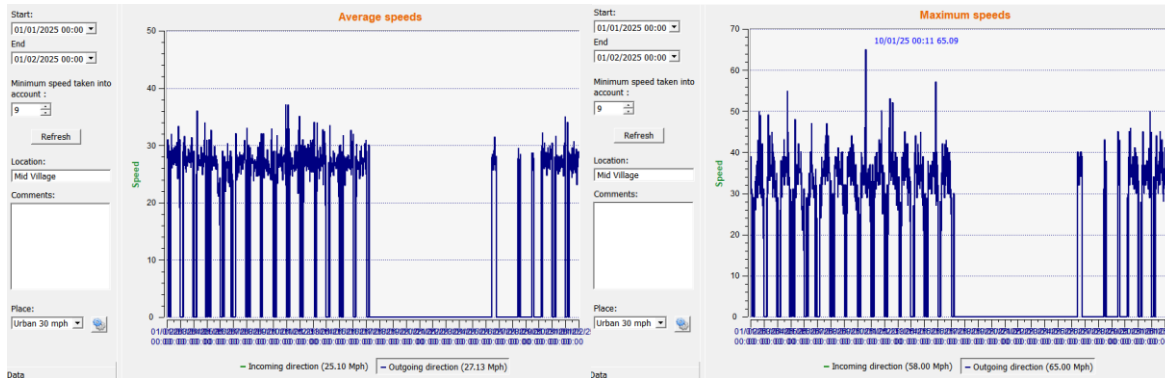 Start:
01/01/2025 00:00
End
01/02/2025 00:00
Minimum speed taken into
account :
9
Refresh
Location:
Mid Village
Comments:
Place:
Urban 30 mph
Data
Average speeds
Speed
50
40
30
20
10
0
Incoming direction (25.10 Mph)
Outgoing direction (27.13 Mph)
Start:
01/01/2025 00:00
End
01/02/2025 00:00
Minimum speed taken into
account :
9
Refresh
Location:
Mid Village
Comments:
Place:
Urban 30 mph
Data
Maximum speeds
10/01/25 00:11 65.09
Speed
70
60
50
40
30
20
10
0
Incoming direction (58.00 Mph)
Outgoing direction (65.00 Mph)